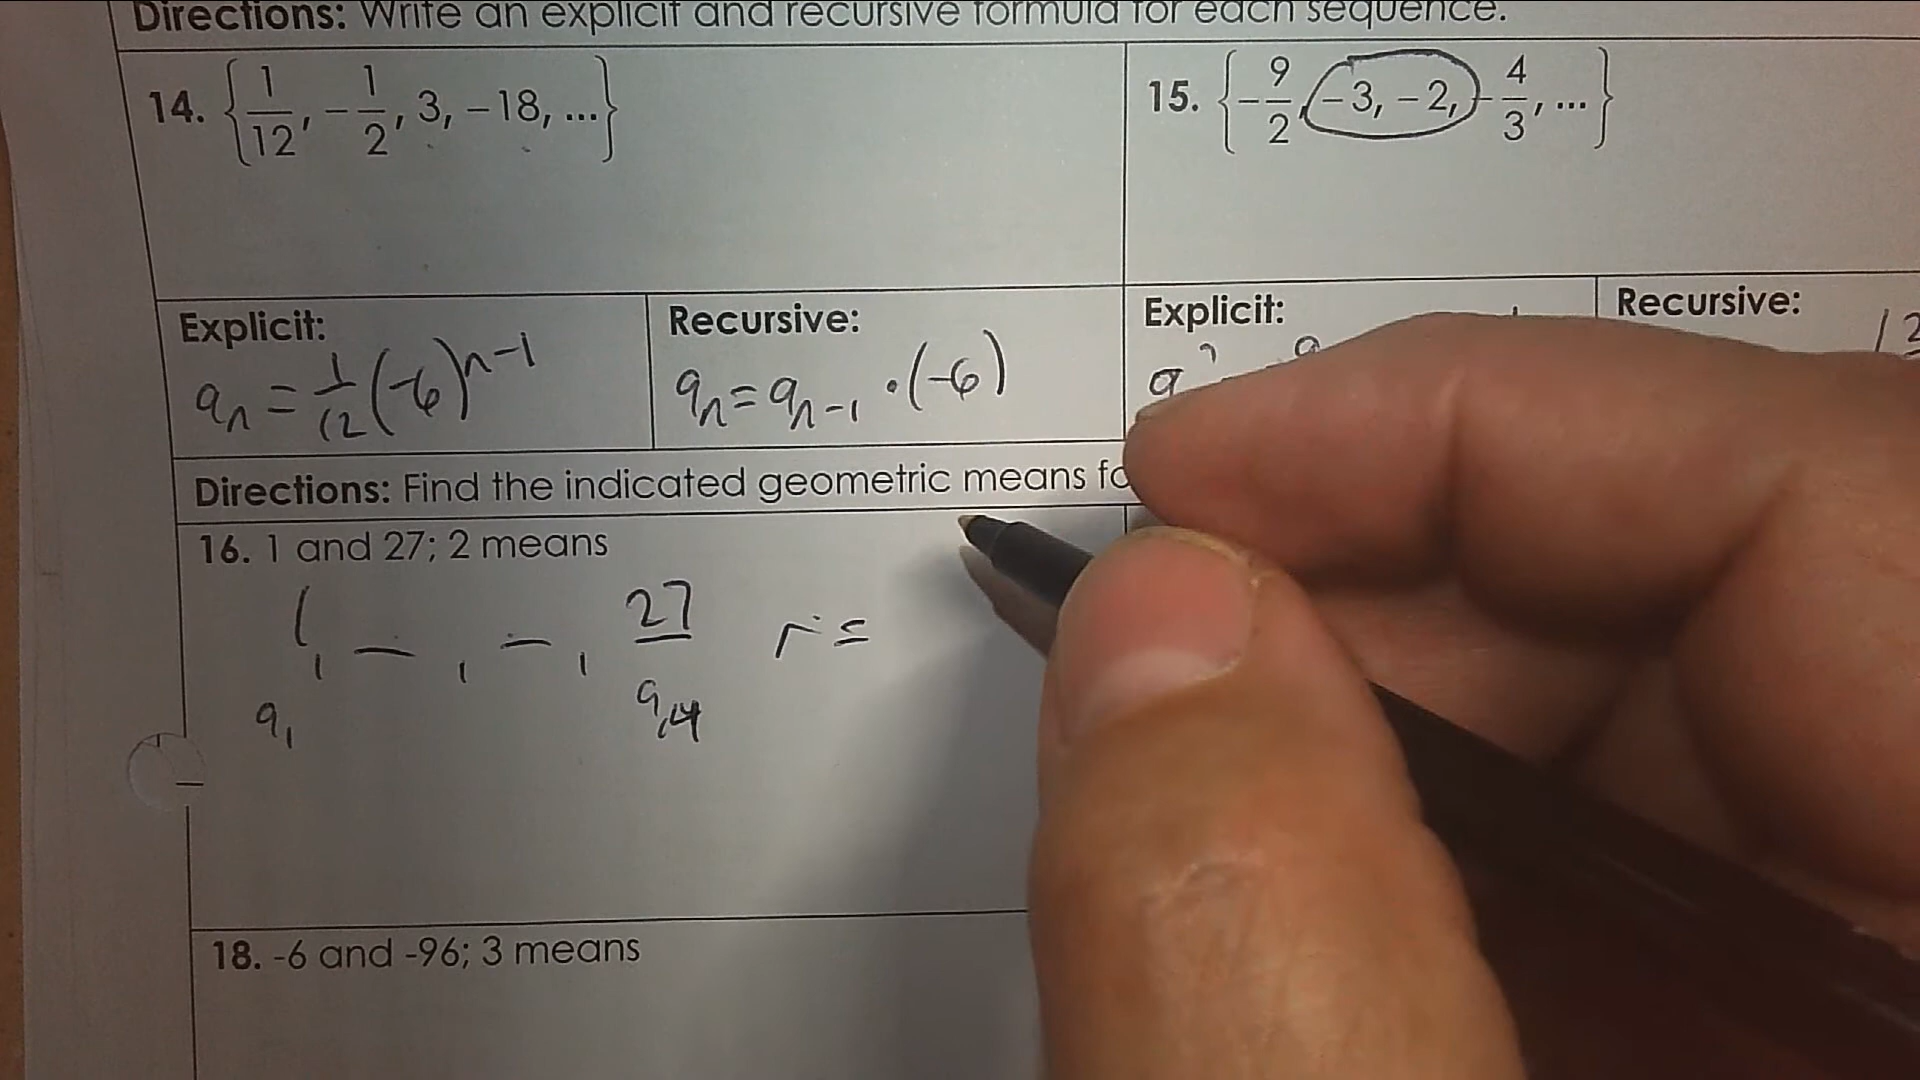 Directions: Write an explicit and recursive formula for each sequence.
14. {1/12, -1/2, 3, -18, ...}
15. {-9/2, -3, -2, -4/3, ...}
Explicit:
aₙ = 1/12 (-6)ⁿ⁻¹
Recursive:
aₙ = aₙ₋₁ · (-6)
Explicit:
Recursive:
Directions: Find the indicated geometric means
16. 1 and 27; 2 means
1, _, _, 27 r =
a₁ a₄
18. -6 and -96; 3 means